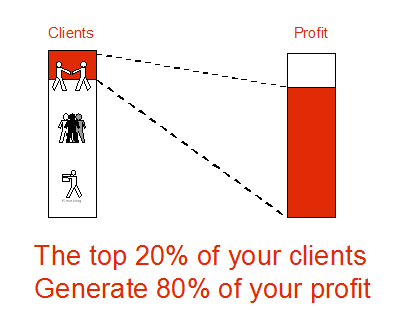 Clients
Profit
The top 20% of your clients
Generate 80% of your profit